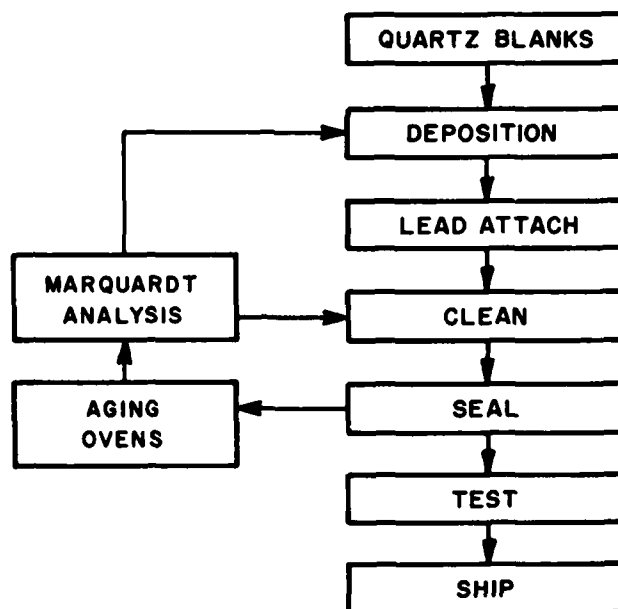 QUARTZ BLANKS
DEPOSITION
LEAD ATTACH
MARQUARDT
ANALYSIS
CLEAN
AGING
OVENS
SEAL
TEST
SHIP